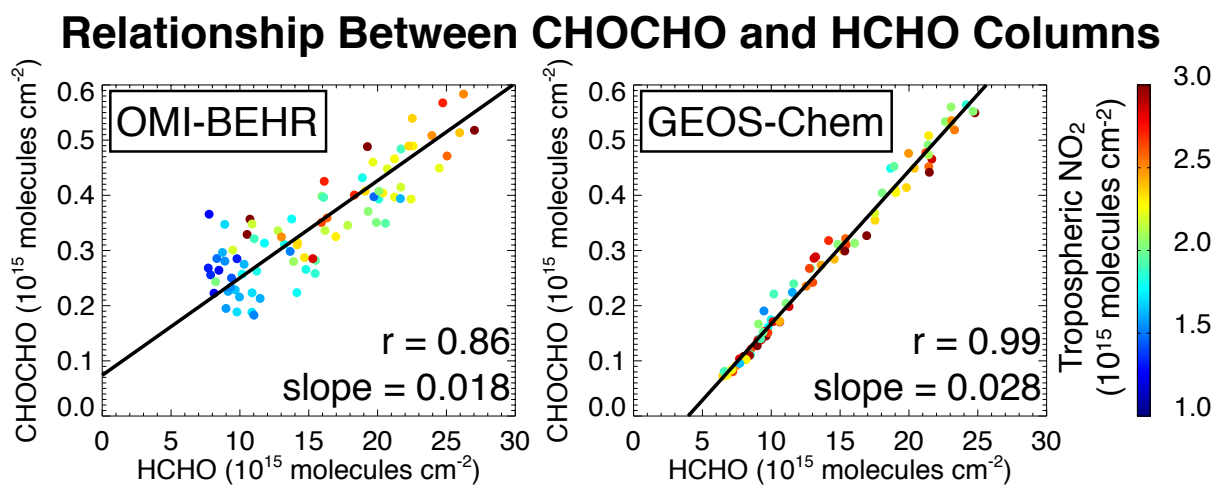 Relationship Between CHOCHO and HCHO Columns
CHOCHO (10¹⁵ molecules cm⁻²)
0.6
0.5
0.4
0.3
0.2
0.1
0.0
OMI-BEHR
r = 0.86
slope = 0.018
0 5 10 15 20 25 30
HCHO (10¹⁵ molecules cm⁻²)
CHOCHO (10¹⁵ molecules cm⁻²)
0.6
0.5
0.4
0.3
0.2
0.1
0.0
GEOS-Chem
r = 0.99
slope = 0.028
0 5 10 15 20 25 30
HCHO (10¹⁵ molecules cm⁻²)
Tropospheric NO₂
(10¹⁵ molecules cm⁻²)
3.0
2.5
2.0
1.5
1.0